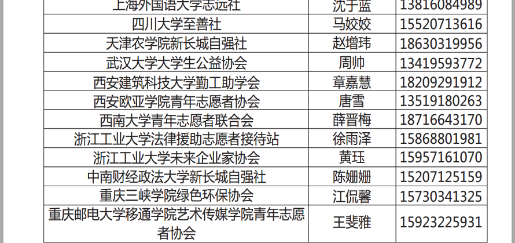 上海外国语大学志远社 沈于蓝 13816084989
四川大学至善社 马姣姣 15520713616
天津农学院新长城自强社 赵增玮 18630319956
武汉大学大学生公益协会 周帅 13419593772
西安建筑科技大学勤工助学会 章嘉慧 18209291912
西安欧亚学院青年志愿者协会 唐雪 13519180263
西南大学青年志愿者联合会 薛晋梅 18716643170
浙江工业大学法律援助志愿者接待站 徐雨泽 15868801981
浙江工业大学未来企业家协会 黄珏 15957161070
中南财经政法大学新长城自强社 陈姗姗 15207125159
重庆三峡学院绿色环保协会 江侃馨 15730341325
重庆邮电大学移通学院艺术传媒学院青年志愿
者协会 王斐雅 15923225931